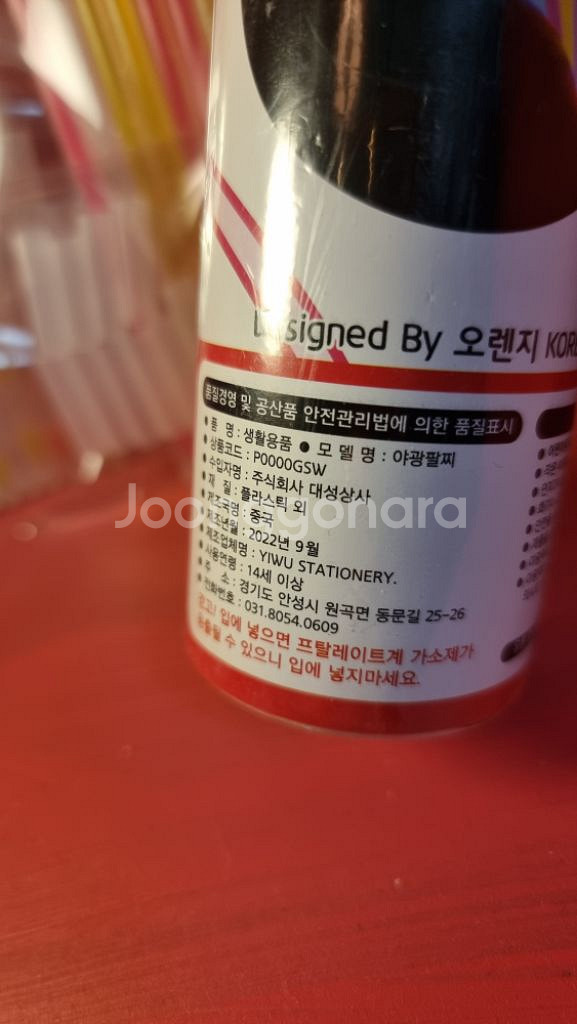 Designed By 오렌지 KORE
품질경영 및 공산품 안전관리법에 의한 품질표시
● 품 명 : 생활용품 ● 모 델 명 : 야광팔찌
● 상품코드 : P0000GSW
● 수입자명 : 주식회사 대성상사
● 재 질 : 플라스틱 외
● 제조국명 : 중국
● 제조년월 : 2022년 9월
● 제조업체명 : YIWU STATIONERY.
● 사용연령 : 14세 이상
● 주 소 : 경기도 안성시 원곡면 동문길 25-26
● 전화번호 : 031.8054.0609
경고! 입에 넣으면 프탈레이트계 가소제가
용출될 수 있으니 입에 넣지마세요.